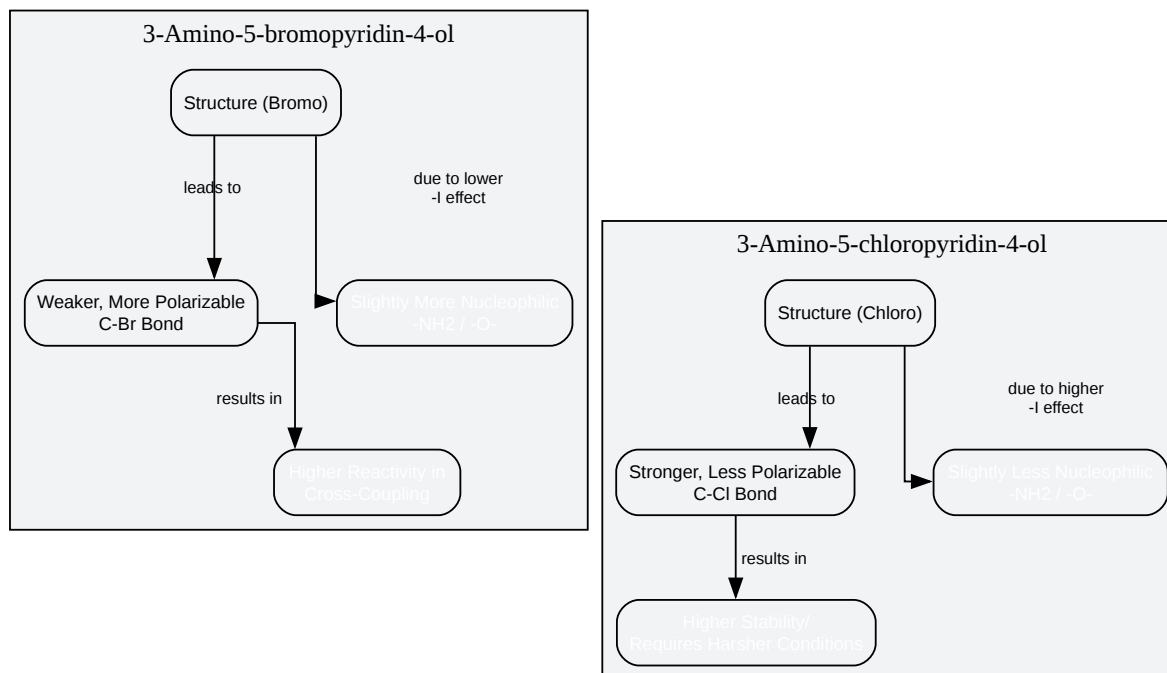 3-Amino-5-bromopyridin-4-ol
Structure (Bromo)
leads to
due to lower
-I effect
Weaker, More Polarizable
C-Br Bond
Slightly More Nucleophilic
-NH2 / -O-
results in
Higher Reactivity in
Cross-Coupling
3-Amino-5-chloropyridin-4-ol
Structure (Chloro)
leads to
due to higher
-I effect
Stronger, Less Polarizable
C-Cl Bond
Slightly Less Nucleophilic
-NH2 / -O-
results in
Higher Stability/
Requires Harsher Conditions